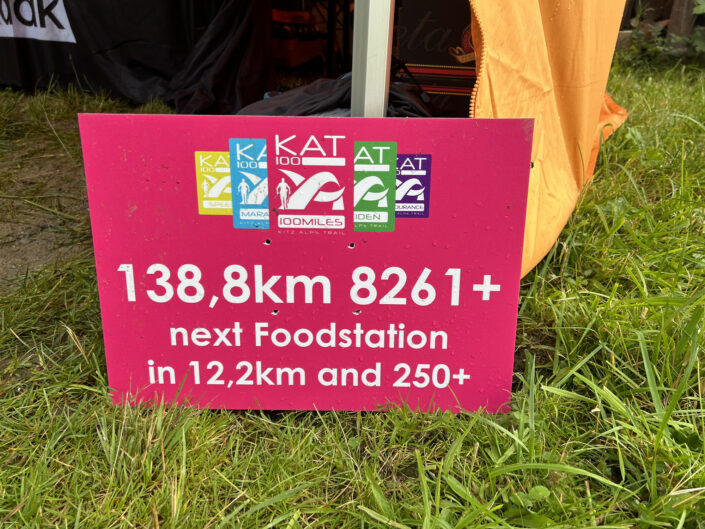 KAT
100
100MILES
KITZ ALPS TRAIL
138,8km 8261+
next Foodstation
in 12,2km and 250+